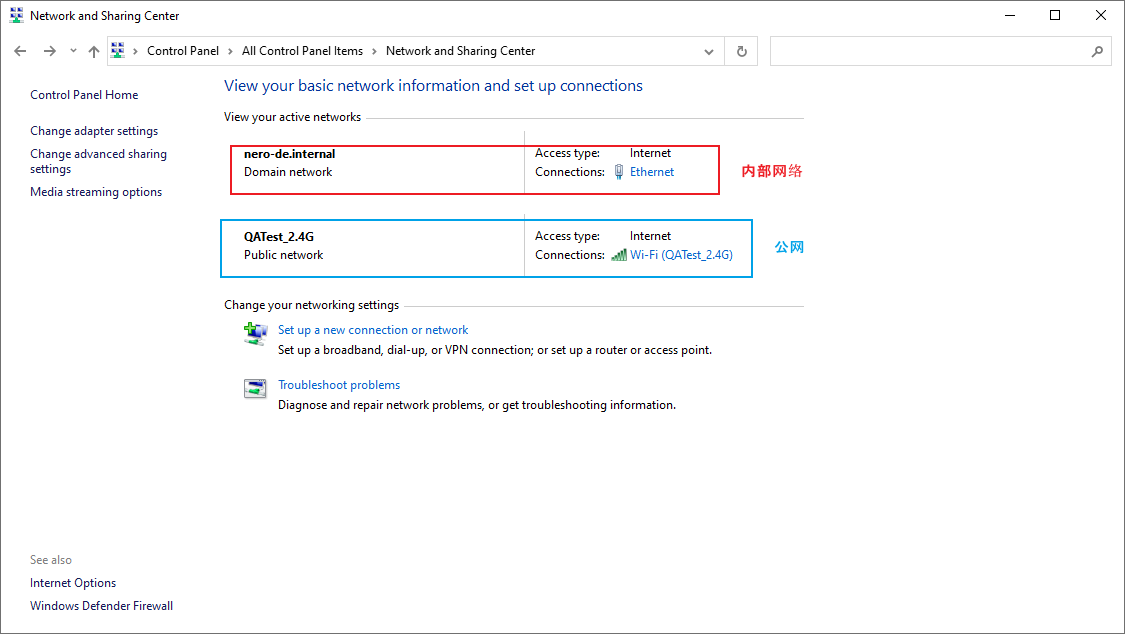 Network and Sharing Center
Control Panel > All Control Panel Items > Network and Sharing Center
Control Panel Home
Change adapter settings
Change advanced sharing
settings
Media streaming options
View your basic network information and set up connections
View your active networks
nero-de.internal
Domain network
Access type: Internet
Connections: Ethernet
内部网络
QATest_2.4G
Public network
Access type: Internet
Connections: Wi-Fi (QATest_2.4G)
公网
Change your networking settings
Set up a new connection or network
Set up a broadband, dial-up, or VPN connection; or set up a router or access point.
Troubleshoot problems
Diagnose and repair network problems, or get troubleshooting information.
See also
Internet Options
Windows Defender Firewall